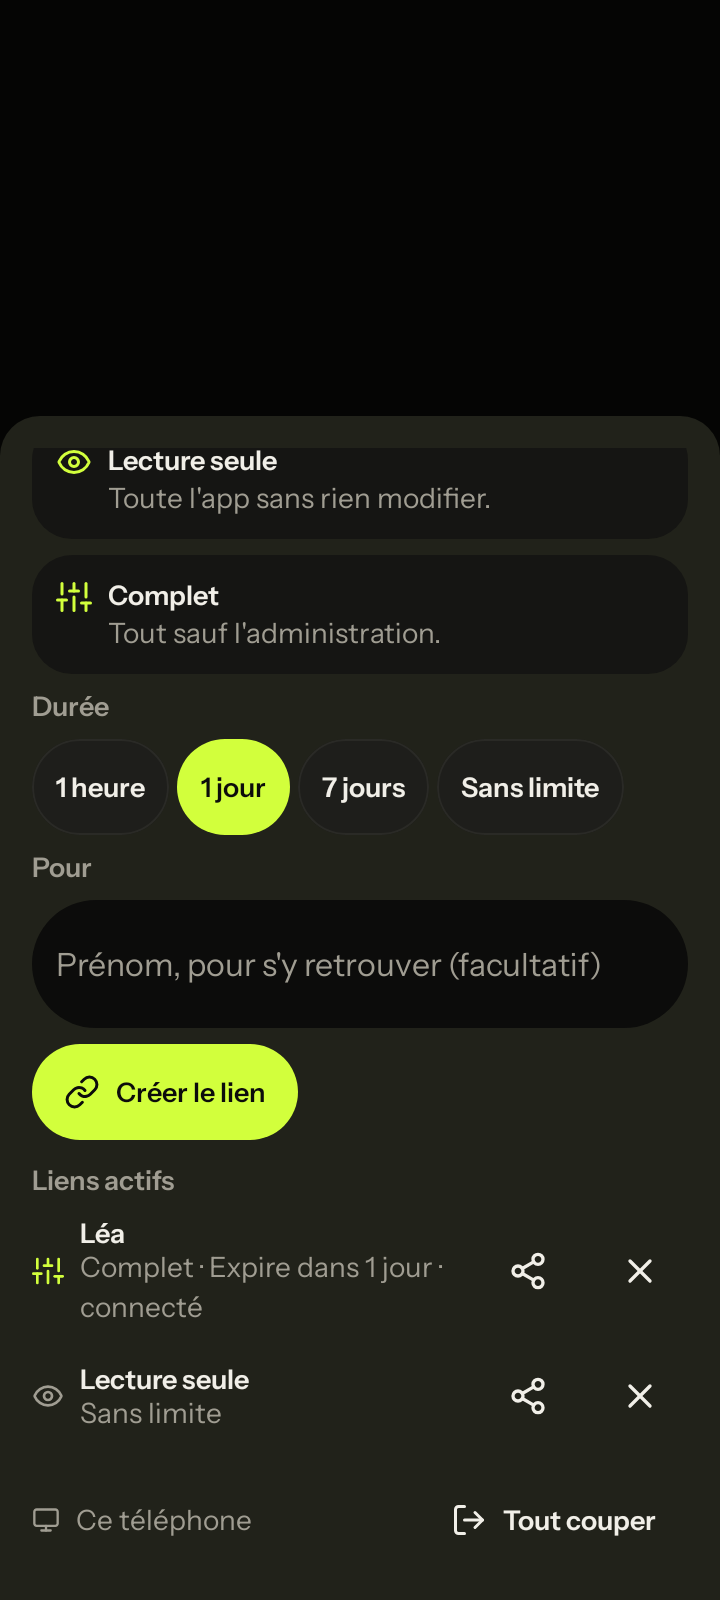 Lecture seule
Toute l'app sans rien modifier.
Complet
Tout sauf l'administration.
Durée
1 heure
1 jour
7 jours
Sans limite
Pour
Prénom, pour s'y retrouver (facultatif)
Créer le lien
Liens actifs
Léa
Complet · Expire dans 1 jour ·
connecté
Lecture seule
Sans limite
Ce téléphone
Tout couper